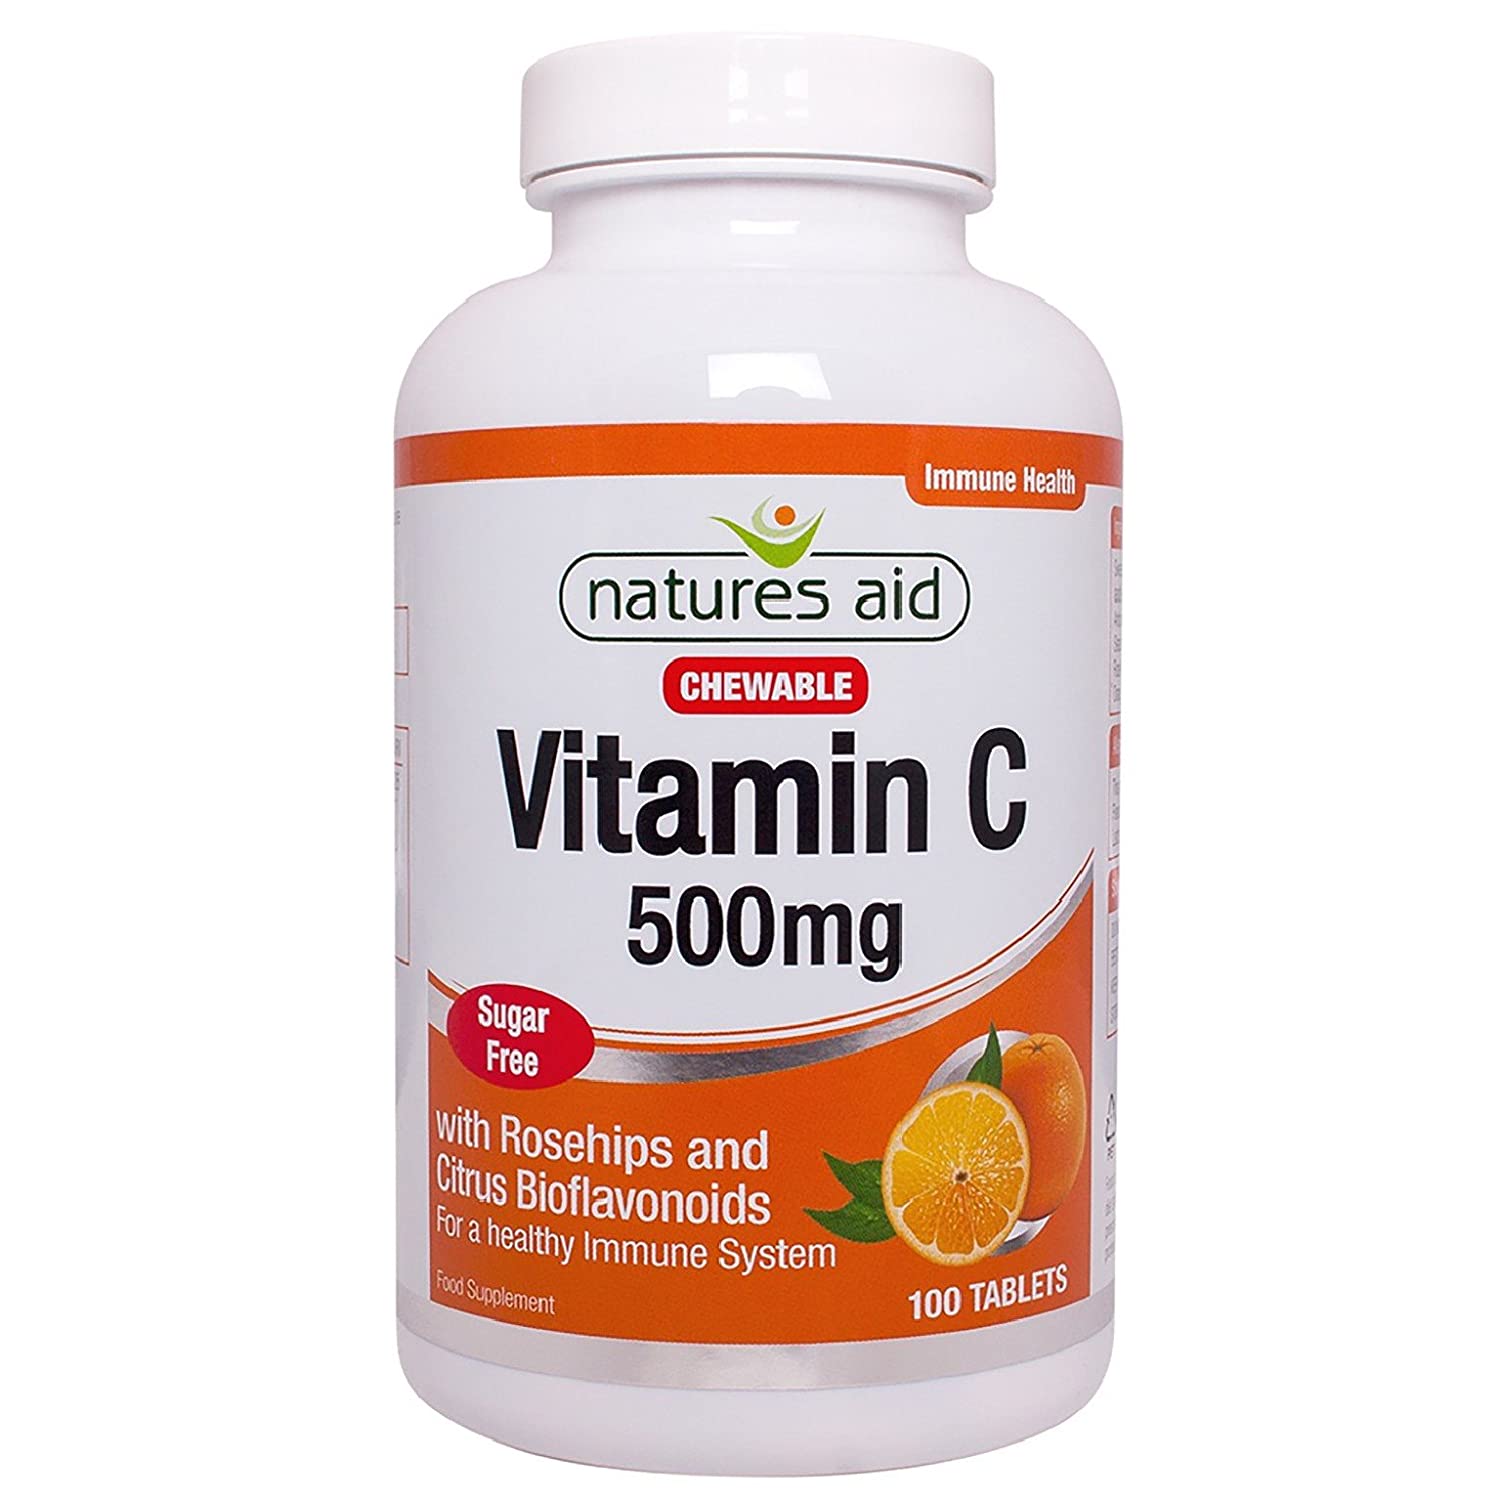 Immune Health
natures aid
CHEWABLE
Vitamin C
500mg
Sugar
Free
with Rosehips and
Citrus Bioflavonoids
For a healthy Immune System
Food Supplement
100 TABLETS